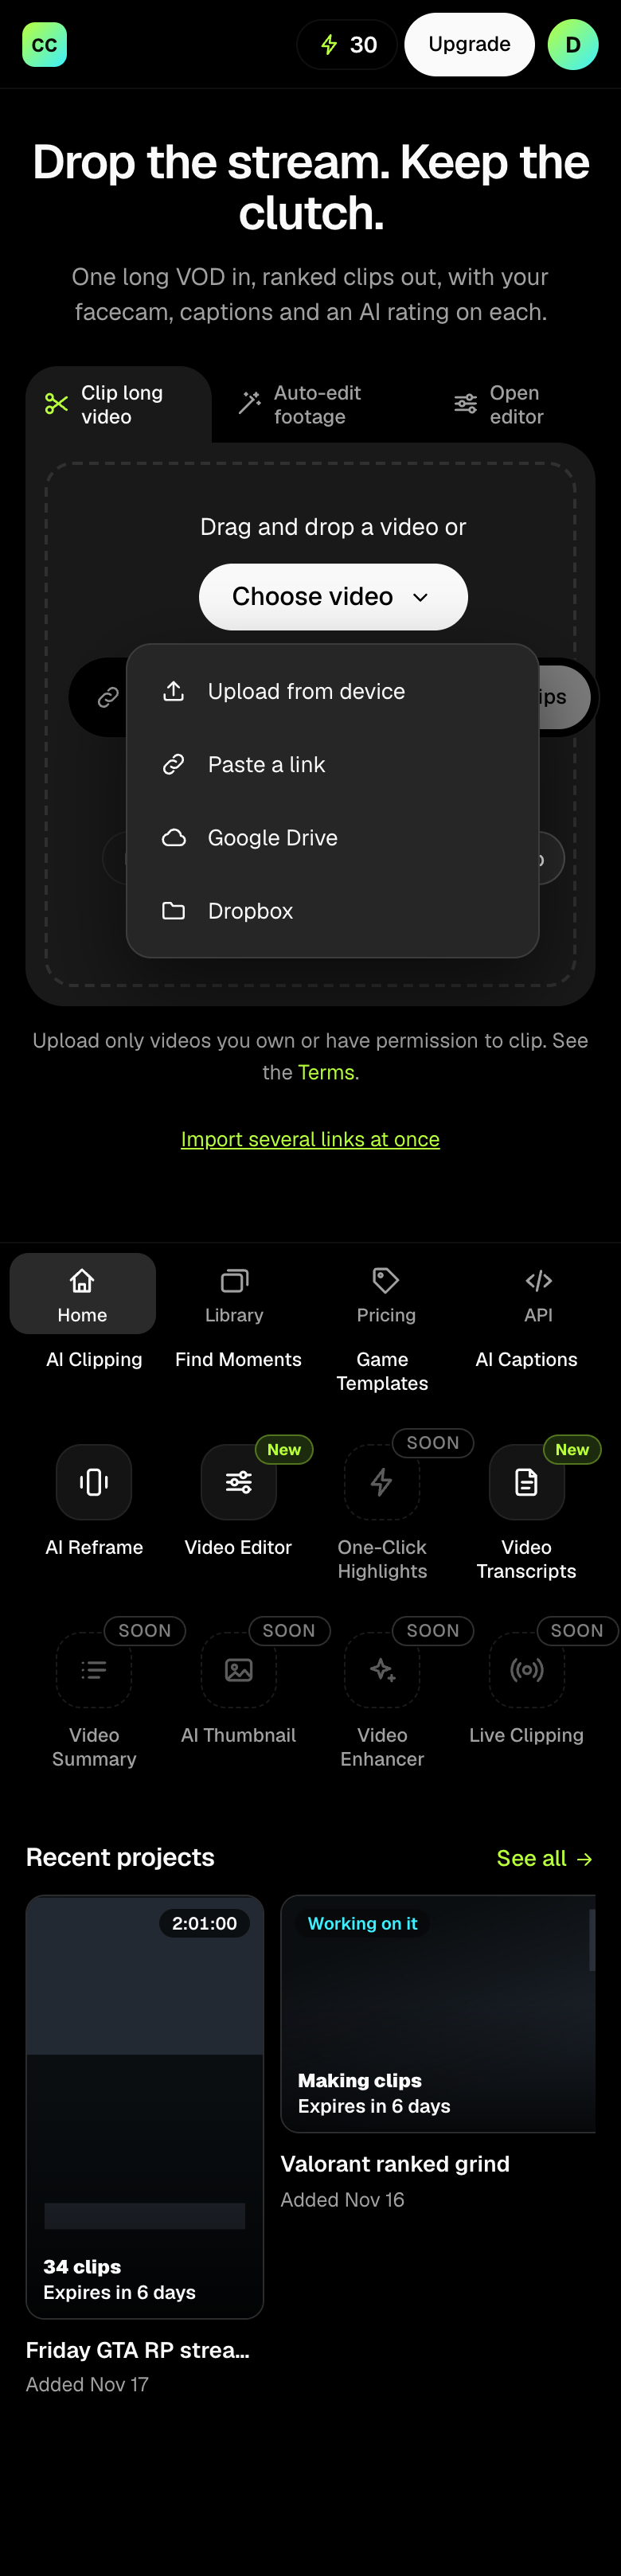 CC
30
Upgrade
D
Drop the stream. Keep the
clutch.
One long VOD in, ranked clips out, with your
facecam, captions and an AI rating on each.
Clip long
video
Auto-edit
footage
Open
editor
Drag and drop a video or
Choose video
Upload from device
Paste a link
Google Drive
Dropbox
Upload only videos you own or have permission to clip. See
the Terms.
Import several links at once
Home
Library
Pricing
API
AI Clipping
Find Moments
Game
Templates
AI Captions
AI Reframe
New
Video Editor
SOON
One-Click
Highlights
New
Video
Transcripts
SOON
Video
Summary
SOON
AI Thumbnail
SOON
Video
Enhancer
SOON
Live Clipping
Recent projects
See all →
2:01:00
34 clips
Expires in 6 days
Friday GTA RP strea...
Added Nov 17
Working on it
Making clips
Expires in 6 days
Valorant ranked grind
Added Nov 16